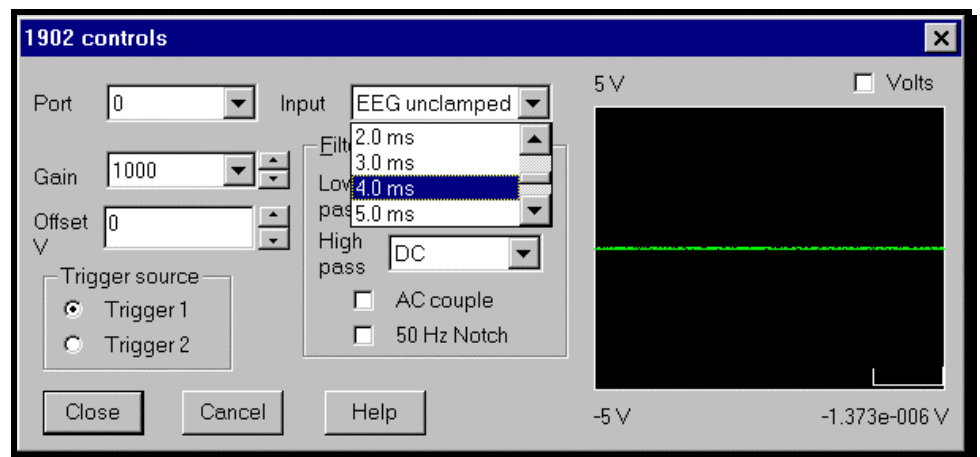 1902 controls
Port 0 Input EEG unclamped
5 V Volts
2.0 ms
3.0 ms
4.0 ms
5.0 ms
Gain 1000
Offset V 0
High pass DC
AC couple
50 Hz Notch
Trigger source
Trigger 1
Trigger 2
Close Cancel Help
-5 V -1.373e-006 V